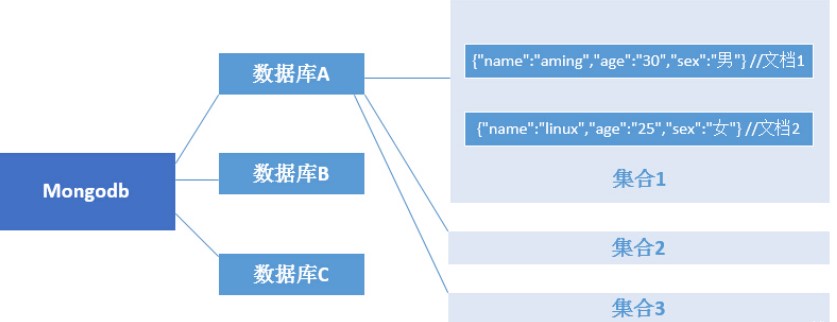 Mongodb
数据库A
数据库B
数据库C
{"name":"aming","age":"30","sex":"男"} //文档1
{"name":"linux","age":"25","sex":"女"} //文档2
集合1
集合2
集合3